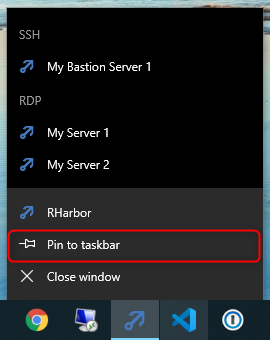 SSH
My Bastion Server 1
RDP
My Server 1
My Server 2
RHarbor
Pin to taskbar
Close window